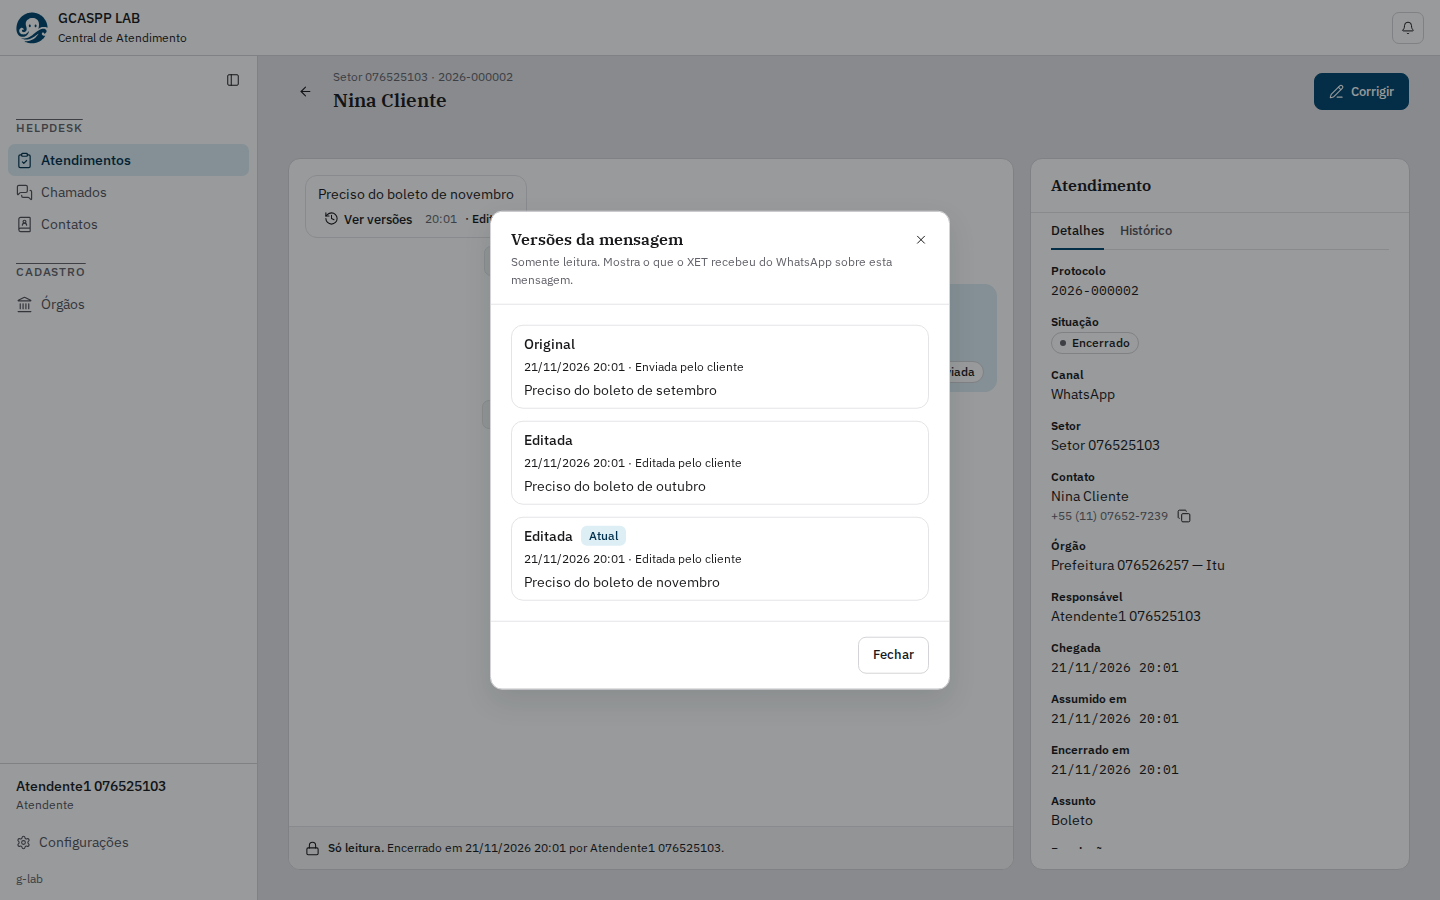 GCASPP LAB
Central de Atendimento
HELPDESK
Atendimentos
Chamados
Contatos
CADASTRO
Órgãos
Atendente1 076525103
Atendente
Configurações
g-lab
Setor 076525103 · 2026-000002
Nina Cliente
Corrigir
Preciso do boleto de novembro
Ver versões 20:01 ·
Versões da mensagem
Somente leitura. Mostra o que o XET recebeu do WhatsApp sobre esta
mensagem.
Original
21/11/2026 20:01 · Enviada pelo cliente
Preciso do boleto de setembro
Editada
21/11/2026 20:01 · Editada pelo cliente
Preciso do boleto de outubro
Editada Atual
21/11/2026 20:01 · Editada pelo cliente
Preciso do boleto de novembro
Fechar
Só leitura. Encerrado em 21/11/2026 20:01 por Atendente1 076525103.
Atendimento
Detalhes Histórico
Protocolo
2026-000002
Situação
Encerrado
Canal
WhatsApp
Setor
Setor 076525103
Contato
Nina Cliente
+55 (11) 07652-7239
Órgão
Prefeitura 076526257 — Itu
Responsável
Atendente1 076525103
Chegada
21/11/2026 20:01
Assumido em
21/11/2026 20:01
Encerrado em
21/11/2026 20:01
Assunto
Boleto